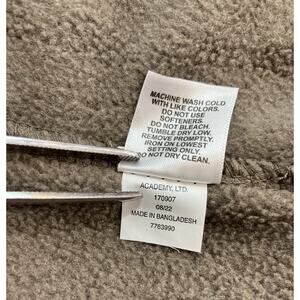 MACHINE WASH COLD
WITH LIKE COLORS.
DO NOT USE
SOFTENERS.
DO NOT BLEACH.
TUMBLE DRY LOW.
REMOVE PROMPTLY.
IRON ON LOWEST
SETTING ONLY.
DO NOT DRY CLEAN.
ACADEMY, LTD.
170907
08/22
MADE IN BANGLADESH
7763990